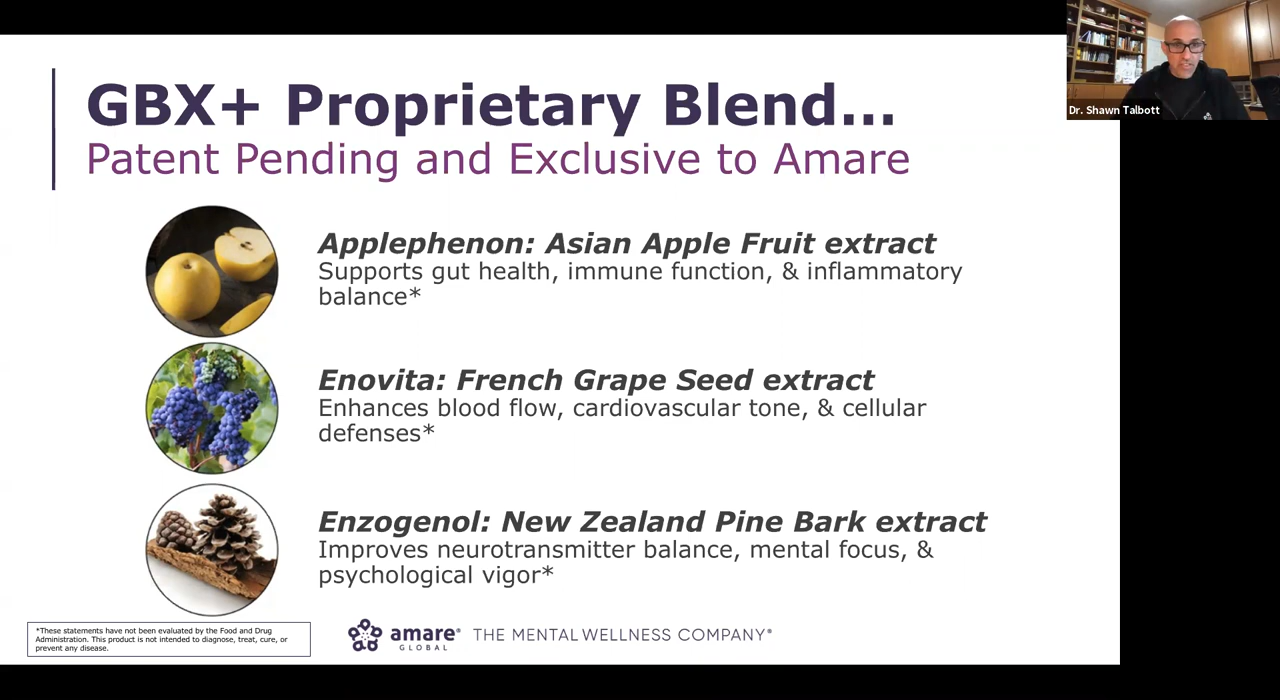 GBX+ Proprietary Blend...
Patent Pending and Exclusive to Amare
Dr. Shawn Talbott
Applephenon: Asian Apple Fruit extract
Supports gut health, immune function, & inflammatory
balance*
Enovita: French Grape Seed extract
Enhances blood flow, cardiovascular tone, & cellular
defenses*
Enzogenol: New Zealand Pine Bark extract
Improves neurotransmitter balance, mental focus, &
psychological vigor*
*These statements have not been evaluated by the Food and Drug
Administration. This product is not intended to diagnose, treat, cure, or
prevent any disease.
amare® THE MENTAL WELLNESS COMPANY®
GLOBAL